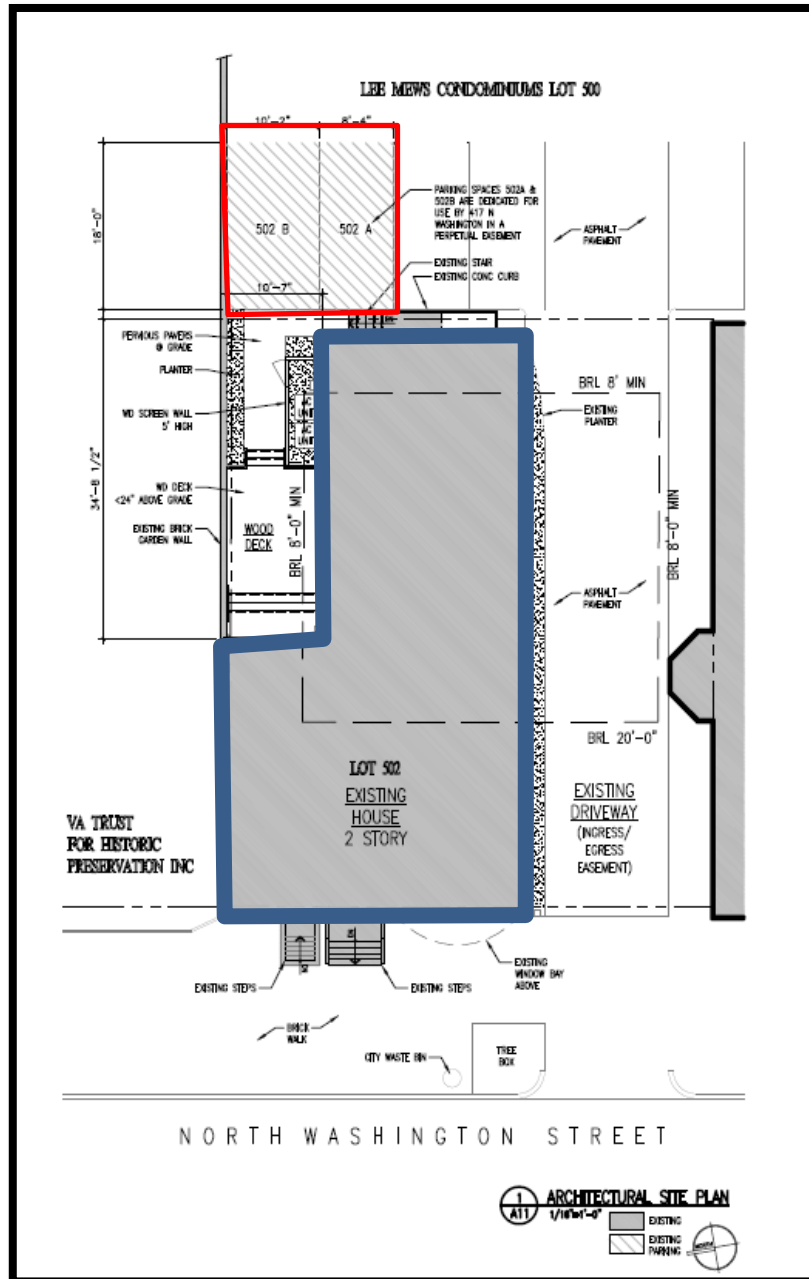 LEE MEWS CONDOMINIUMS LOT 500
10'-2" 8'-4"
18'-0"
502 B 502 A
PARKING SPACES 502A &
502B ARE DEDICATED FOR
USE BY 417 N
WASHINGTON IN A
PERPETUAL EASEMENT
ASPHALT
PAVEMENT
EXISTING STAIR
EXISTING CONC CURB
10'-7"
PERVIOUS PAVERS
@ GRADE
PLANTER
WD SCREEN WALL
5' HIGH
WD DECK
<24" ABOVE GRADE
EXISTING BRICK
GARDEN WALL
34'-8 1/2"
WOOD
DECK
BRL 8'-0" MIN
BRL 8' MIN
EXISTING
PLANTER
BRL 8'-0" MIN
ASPHALT
PAVEMENT
BRL 20'-0"
LOT 502
EXISTING
HOUSE
2 STORY
EXISTING
DRIVEWAY
(INGRESS/
EGRESS
EASEMENT)
VA TRUST
FOR HISTORIC
PRESERVATION INC
EXISTING STEPS
EXISTING STEPS
EXISTING
WINDOW BAY
ABOVE
BRICK
WALK
CITY WASTE BIN
TREE
BOX
NORTH WASHINGTON STREET
1
A11
ARCHITECTURAL SITE PLAN
1/16"=1'-0"
EXISTING
EXISTING
PARKING
NORTH